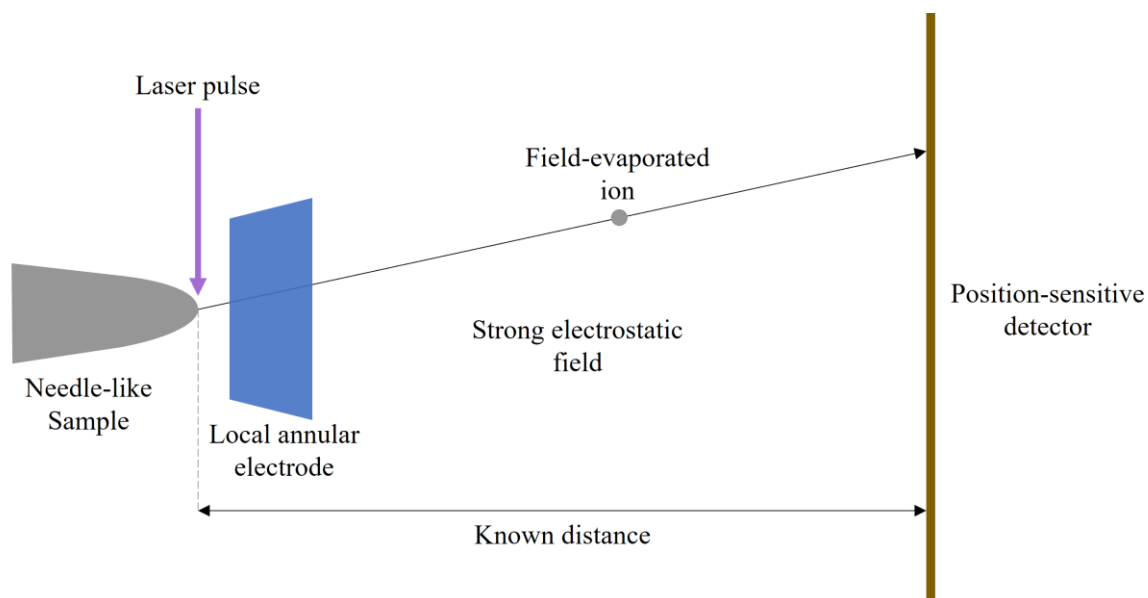 Laser pulse
Field-evaporated
ion
Position-sensitive
detector
Strong electrostatic
field
Needle-like
Sample
Local annular
electrode
Known distance